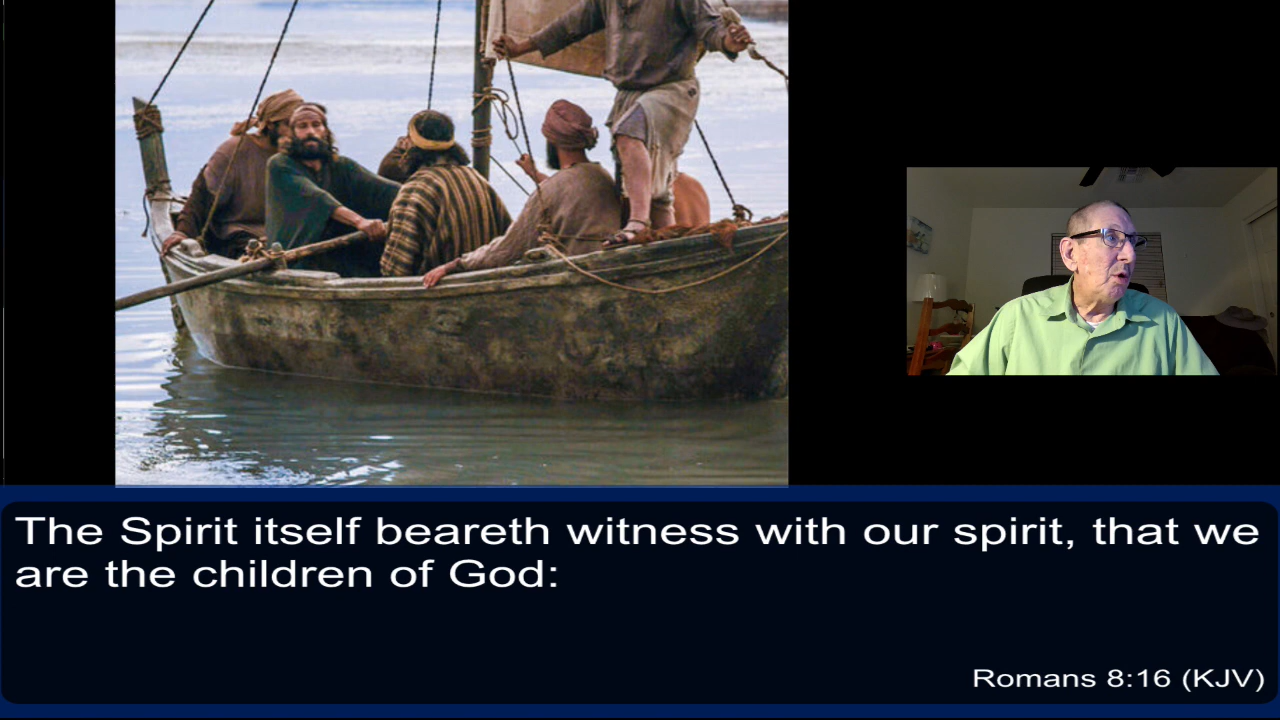 The Spirit itself beareth witness with our spirit, that we
are the children of God:
Romans 8:16 (KJV)